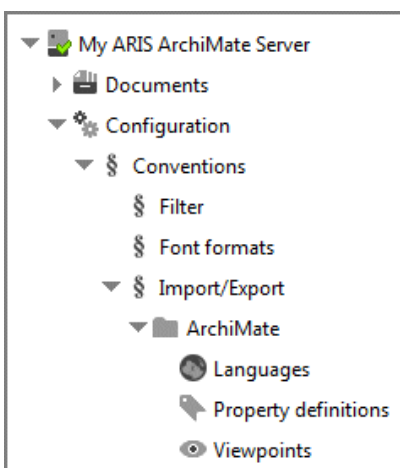 My ARIS ArchiMate Server
Documents
Configuration
§ Conventions
§ Filter
§ Font formats
§ Import/Export
ArchiMate
Languages
Property definitions
Viewpoints